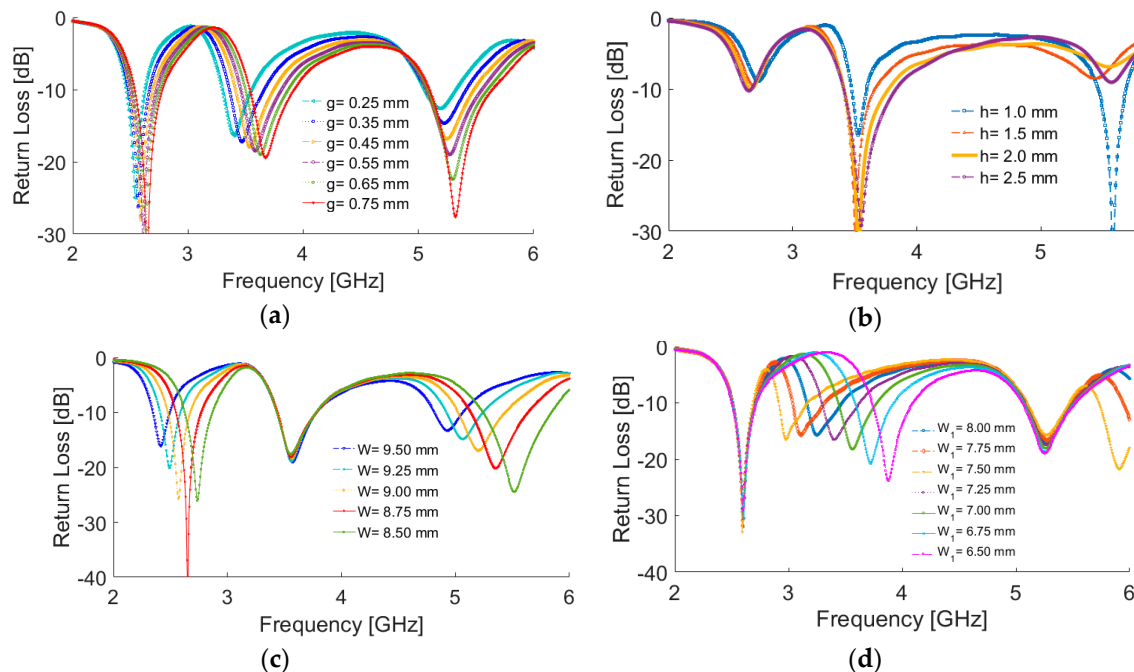 0
-10
-20
-30
Return Loss [dB]
g= 0.25 mm
g= 0.35 mm
g= 0.45 mm
g= 0.55 mm
g= 0.65 mm
g= 0.75 mm
2 3 4 5 6
Frequency [GHz]
(a)
0
-10
-20
-30
Return Loss [dB]
h= 1.0 mm
h= 1.5 mm
h= 2.0 mm
h= 2.5 mm
2 3 4 5
Frequency [GHz]
(b)
0
-10
-20
-30
-40
Return Loss [dB]
W= 9.50 mm
W= 9.25 mm
W= 9.00 mm
W= 8.75 mm
W= 8.50 mm
2 3 4 5 6
Frequency [GHz]
(c)
0
-10
-20
-30
-40
Return Loss [dB]
W₁= 8.00 mm
W₁= 7.75 mm
W₁= 7.50 mm
W₁= 7.25 mm
W₁= 7.00 mm
W₁= 6.75 mm
W₁= 6.50 mm
2 3 4 5 6
Frequency [GHz]
(d)